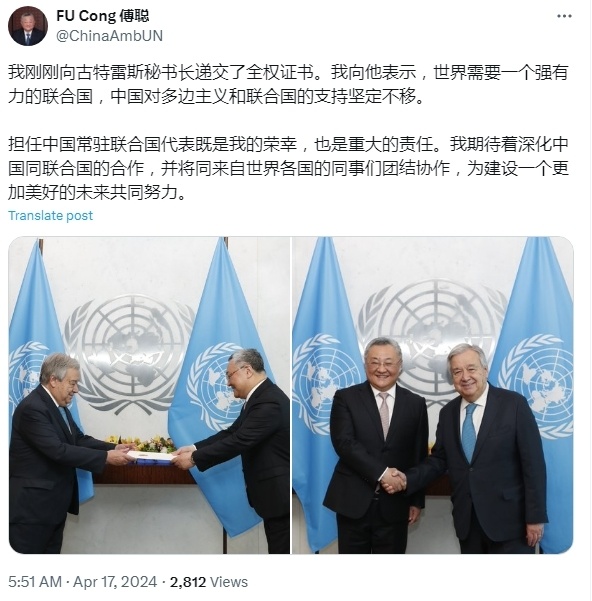 FU Cong 傅聪
@ChinaAmbUN
我刚刚向古特雷斯秘书长递交了全权证书。我向他表示，世界需要一个强有
力的联合国，中国对多边主义和联合国的支持坚定不移。
担任中国常驻联合国代表既是我的荣幸，也是重大的责任。我期待着深化中
国同联合国的合作，并将同来自世界各国的同事们团结协作，为建设一个更
加美好的未来共同努力。
Translate post
5:51 AM · Apr 17, 2024 · 2,812 Views